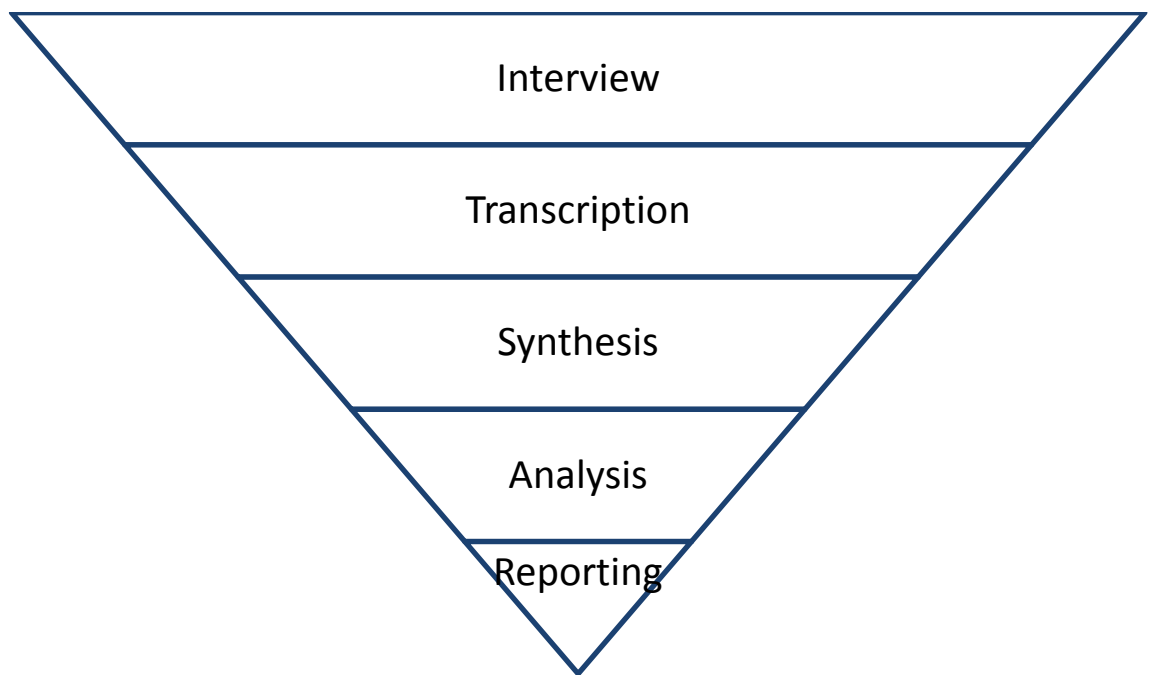 Interview
Transcription
Synthesis
Analysis
Reporting